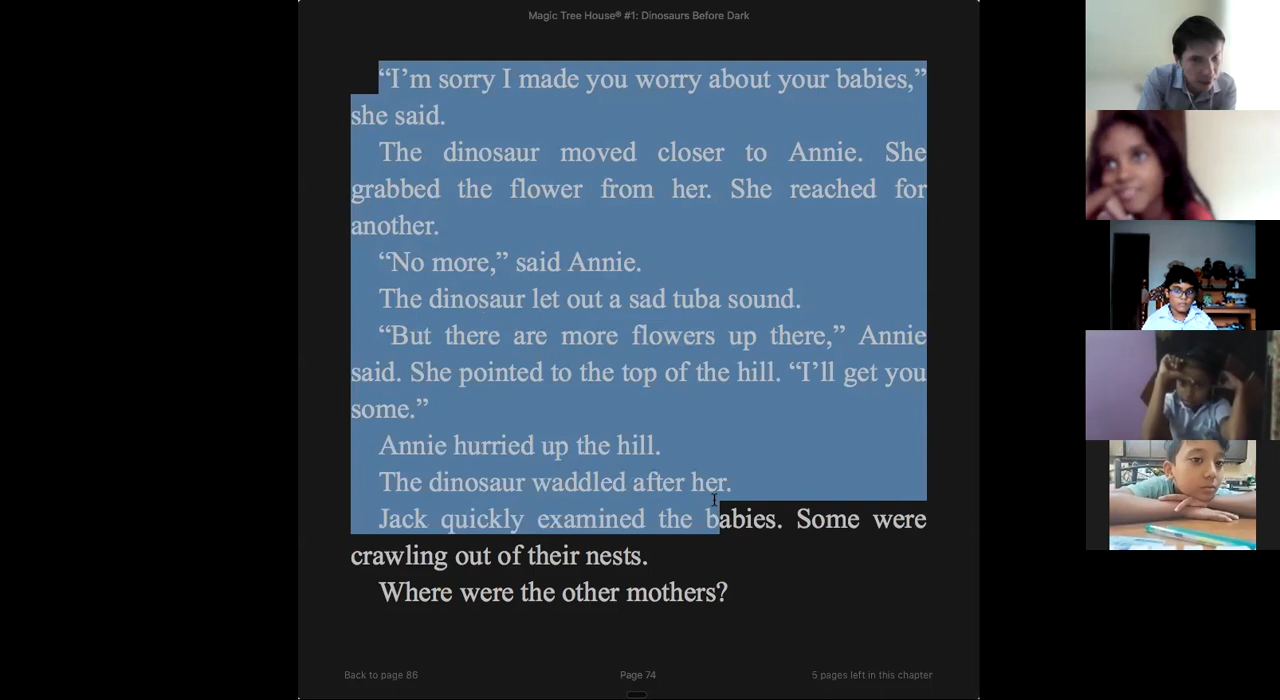 Magic Tree House® #1: Dinosaurs Before Dark
“I’m sorry I made you worry about your babies,”
she said.
The dinosaur moved closer to Annie. She
grabbed the flower from her. She reached for
another.
“No more,” said Annie.
The dinosaur let out a sad tuba sound.
“But there are more flowers up there,” Annie
said. She pointed to the top of the hill. “I’ll get you
some.”
Annie hurried up the hill.
The dinosaur waddled after her.
Jack quickly examined the babies. Some were
crawling out of their nests.
Where were the other mothers?
Back to page 86
Page 74
5 pages left in this chapter